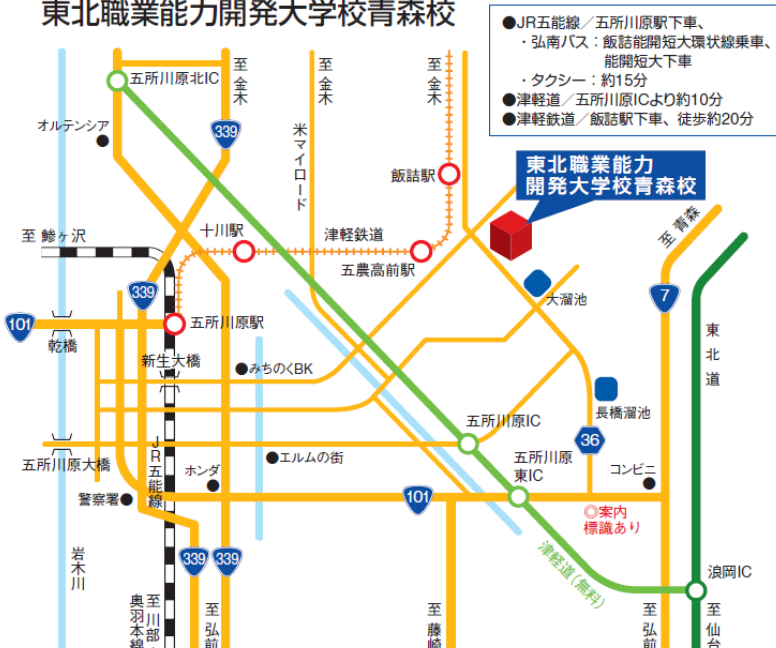 東北職業能力開発大学校青森校
●JR五能線／五所川原駅下車、
・弘南バス：飯詰能開短大環状線乗車、
能開短大下車
・タクシー：約15分
●津軽道／五所川原ICより約10分
●津軽鉄道／飯詰駅下車、徒歩約20分
五所川原北IC
至金木
至金木
至金木
オルテンシア
339
米マイロード
飯詰駅
東北職業能力
開発大学校青森校
十川駅
津軽鉄道
五農高前駅
至 鰺ヶ沢
至 青森
339
大溜池
7
101
五所川原駅
乾橋
東北道
新生大橋
●みちのくBK
長橋溜池
五所川原IC
36
五所川原大橋
JR五能線
ホンダ
●エルムの街
五所川原
東IC
コンビニ
警察署●
101
◎案内
標識あり
岩木川
339
339
津軽道（無料）
浪岡IC
至川部・
奥羽本線
至弘前
至藤崎
至弘前
至仙台